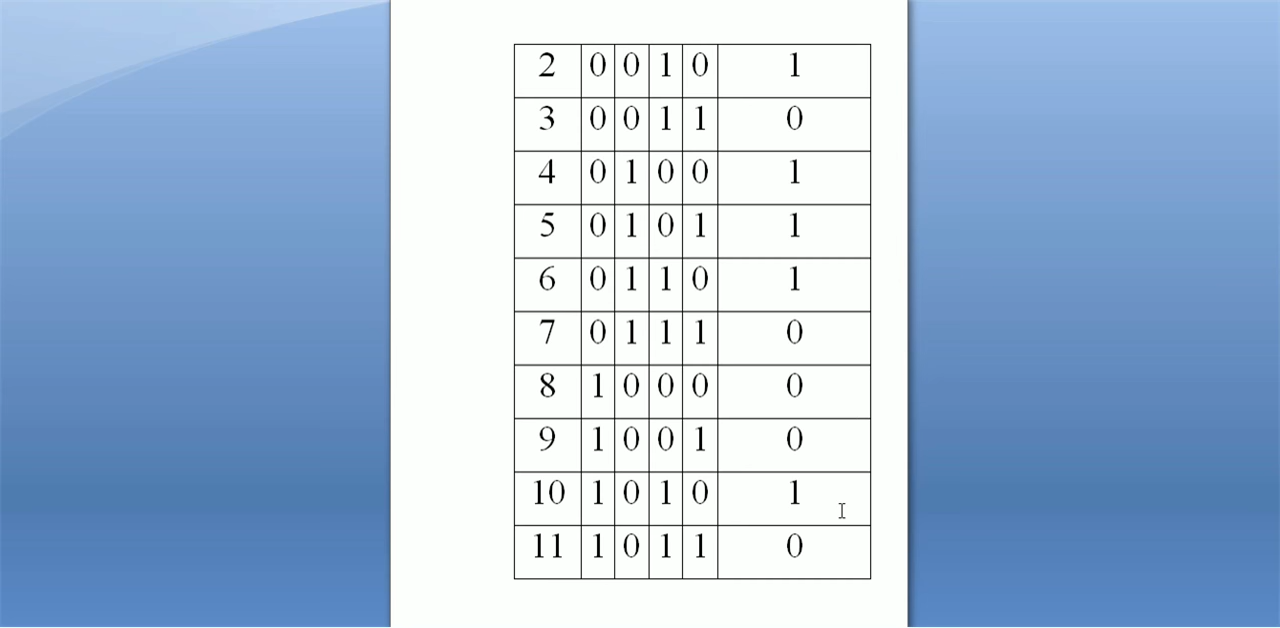 2 0 0 1 0 1
3 0 0 1 1 0
4 0 1 0 0 1
5 0 1 0 1 1
6 0 1 1 0 1
7 0 1 1 1 0
8 1 0 0 0 0
9 1 0 0 1 0
10 1 0 1 0 1
11 1 0 1 1 0